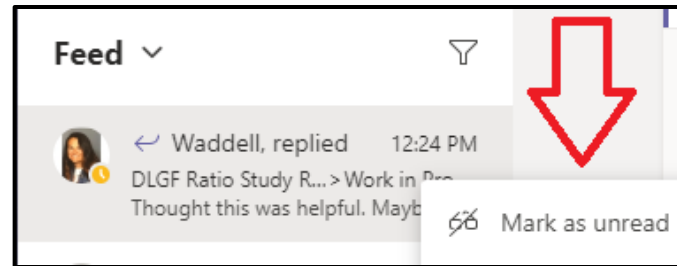 Feed
Waddell, replied 12:24 PM
DLGF Ratio Study R... > Work in Pro
Thought this was helpful. Mayb
Mark as unread